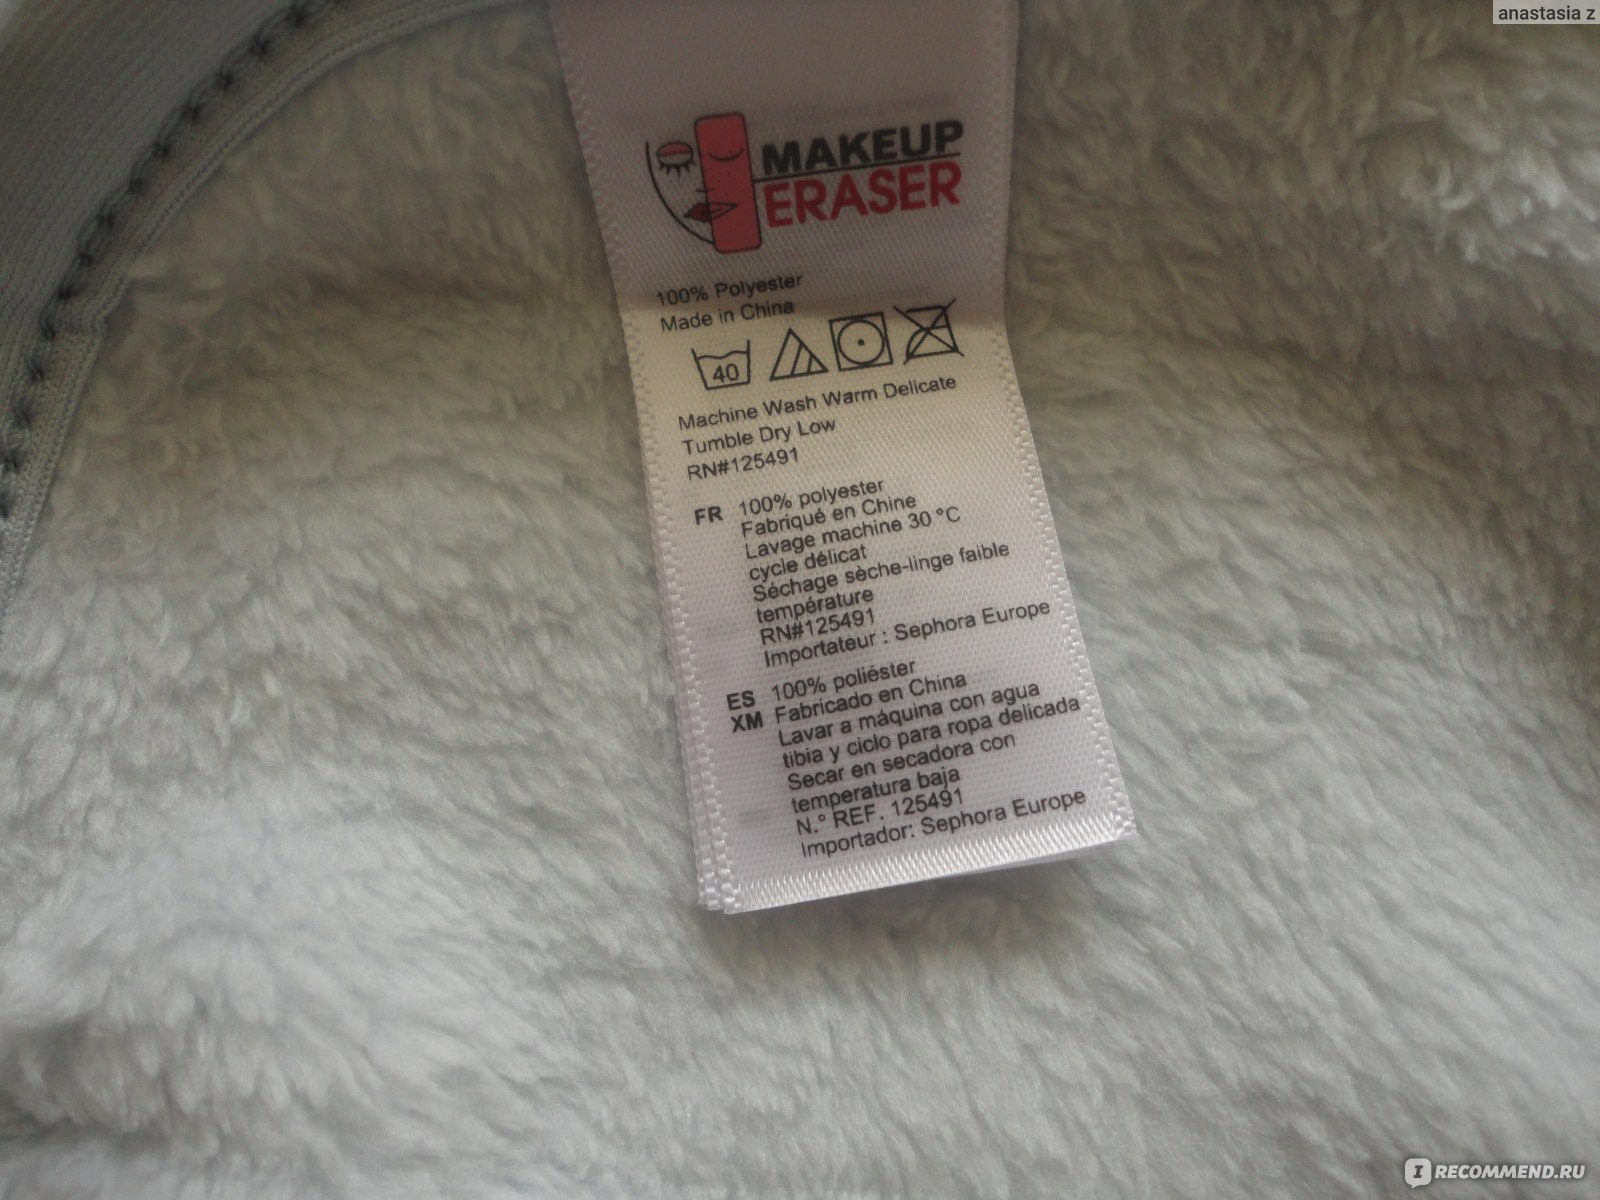 anastasia z
MAKEUP
ERASER
100% Polyester
Made in China
40
Machine Wash Warm Delicate
Tumble Dry Low
RN#125491
FR 100% polyester
Fabriqué en Chine
Lavage machine 30 °C
cycle délicat
Séchage sèche-linge faible
température
RN#125491
Importateur : Sephora Europe
ES 100% poliéster
XM Fabricado en China
Lavar a máquina con agua
tibia y ciclo para ropa delicada
Secar en secadora con
temperatura baja
N.° REF. 125491
Importador: Sephora Europe
I RECOMMEND.RU